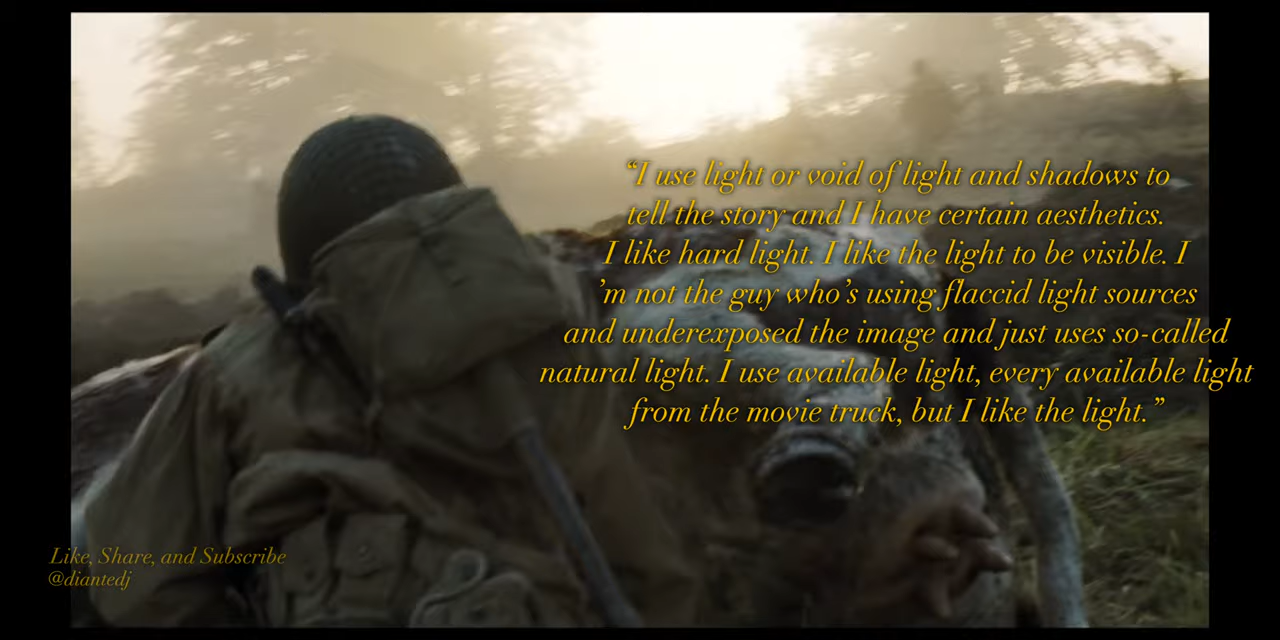 “I use light or void of light and shadows to
tell the story and I have certain aesthetics.
I like hard light. I like the light to be visible. I
’m not the guy who’s using flaccid light sources
and underexposed the image and just uses so-called
natural light. I use available light, every available light
from the movie truck, but I like the light.”
Like, Share, and Subscribe
@diantedj